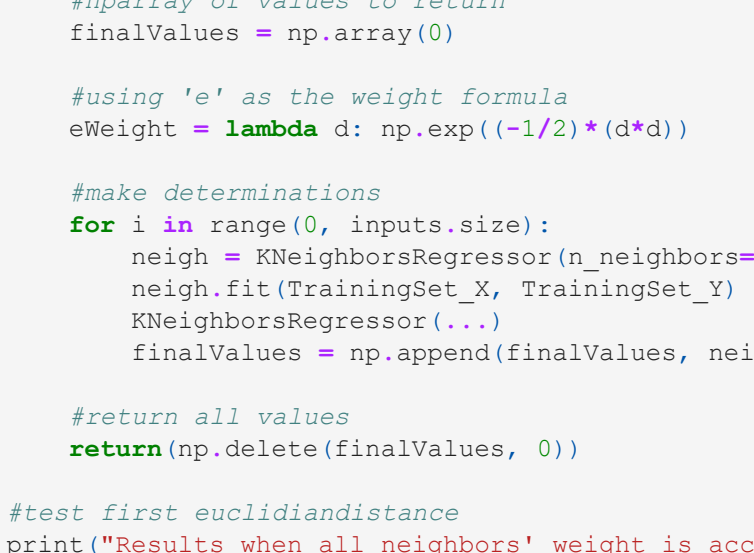 #nparray of values to return
finalValues = np.array(0)
#using 'e' as the weight formula
eWeight = lambda d: np.exp((-1/2)*(d*d))
#make determinations
for i in range(0, inputs.size):
neigh = KNeighborsRegressor(n_neighbors=
neigh.fit(TrainingSet_X, TrainingSet_Y)
KNeighborsRegressor(...)
finalValues = np.append(finalValues, nei
#return all values
return(np.delete(finalValues, 0))
#test first euclidiandistance
print("Results when all neighbors' weight is acc